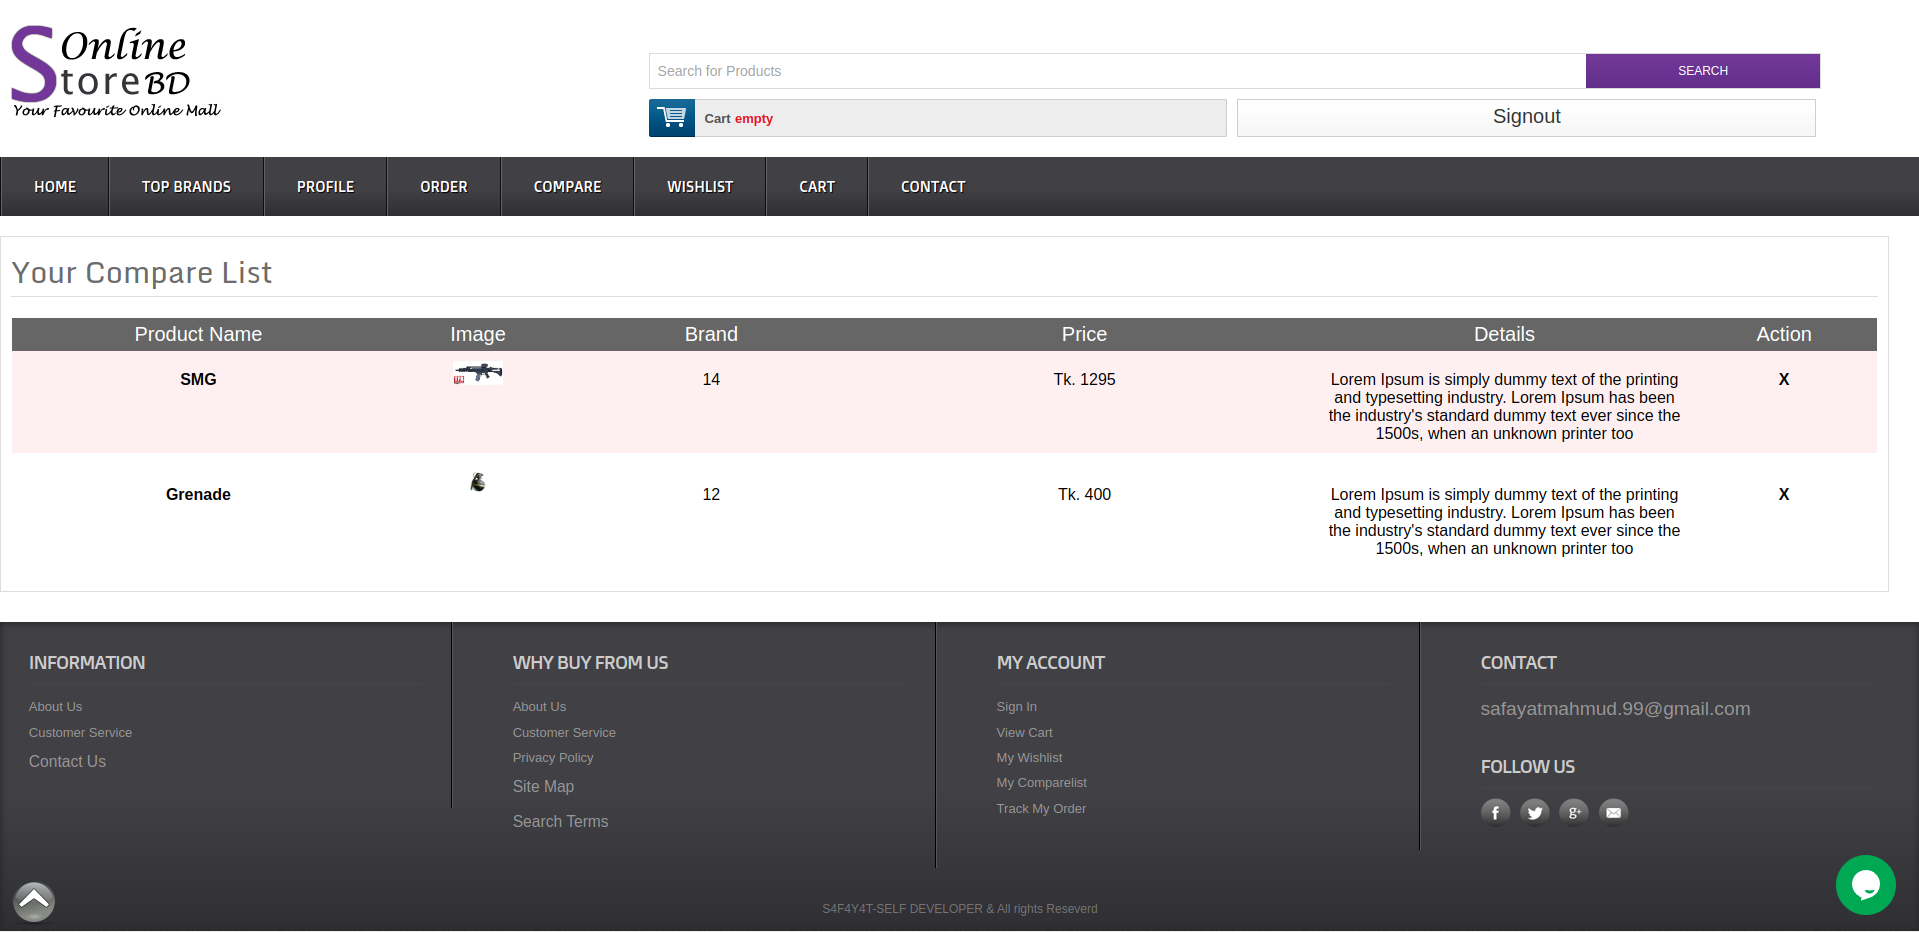 Online
Store BD
Your Favourite Online Mall
Search for Products
SEARCH
Cart empty
Signout
HOME
TOP BRANDS
PROFILE
ORDER
COMPARE
WISHLIST
CART
CONTACT
Your Compare List
Product Name
Image
Brand
Price
Details
Action
SMG
14
Tk. 1295
Lorem Ipsum is simply dummy text of the printing
and typesetting industry. Lorem Ipsum has been
the industry's standard dummy text ever since the
1500s, when an unknown printer too
X
Grenade
12
Tk. 400
Lorem Ipsum is simply dummy text of the printing
and typesetting industry. Lorem Ipsum has been
the industry's standard dummy text ever since the
1500s, when an unknown printer too
X
INFORMATION
About Us
Customer Service
Contact Us
WHY BUY FROM US
About Us
Customer Service
Privacy Policy
Site Map
Search Terms
MY ACCOUNT
Sign In
View Cart
My Wishlist
My Comparelist
Track My Order
CONTACT
safayatmahmud.99@gmail.com
FOLLOW US
S4F4Y4T-SELF DEVELOPER & All rights Reseverd